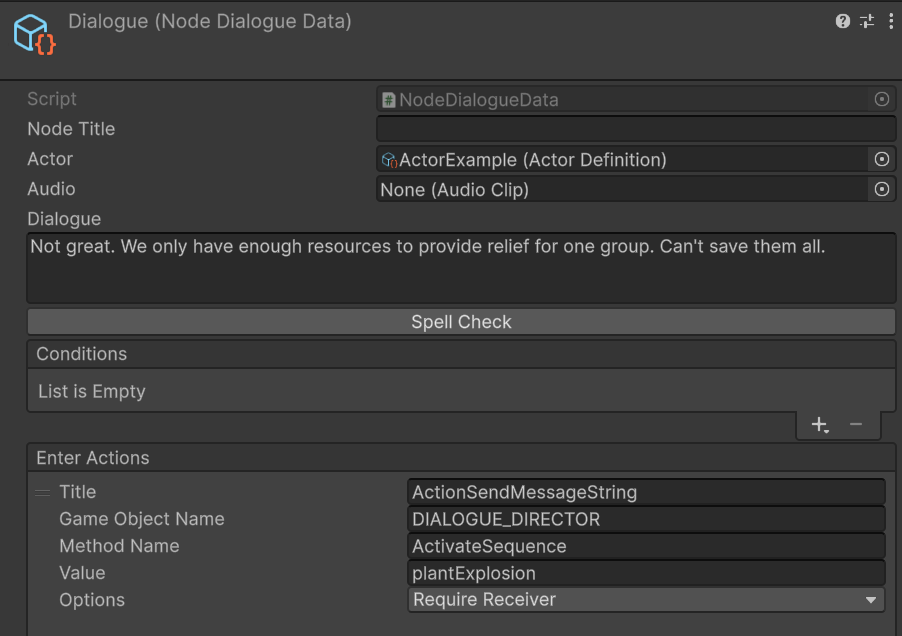 Dialogue (Node Dialogue Data)
Script NodeDialogueData
Node Title
Actor ActorExample (Actor Definition)
Audio None (Audio Clip)
Dialogue
Not great. We only have enough resources to provide relief for one group. Can't save them all.
Spell Check
Conditions
List is Empty
Enter Actions
Title ActionSendMessageString
Game Object Name DIALOGUE_DIRECTOR
Method Name ActivateSequence
Value plantExplosion
Options Require Receiver